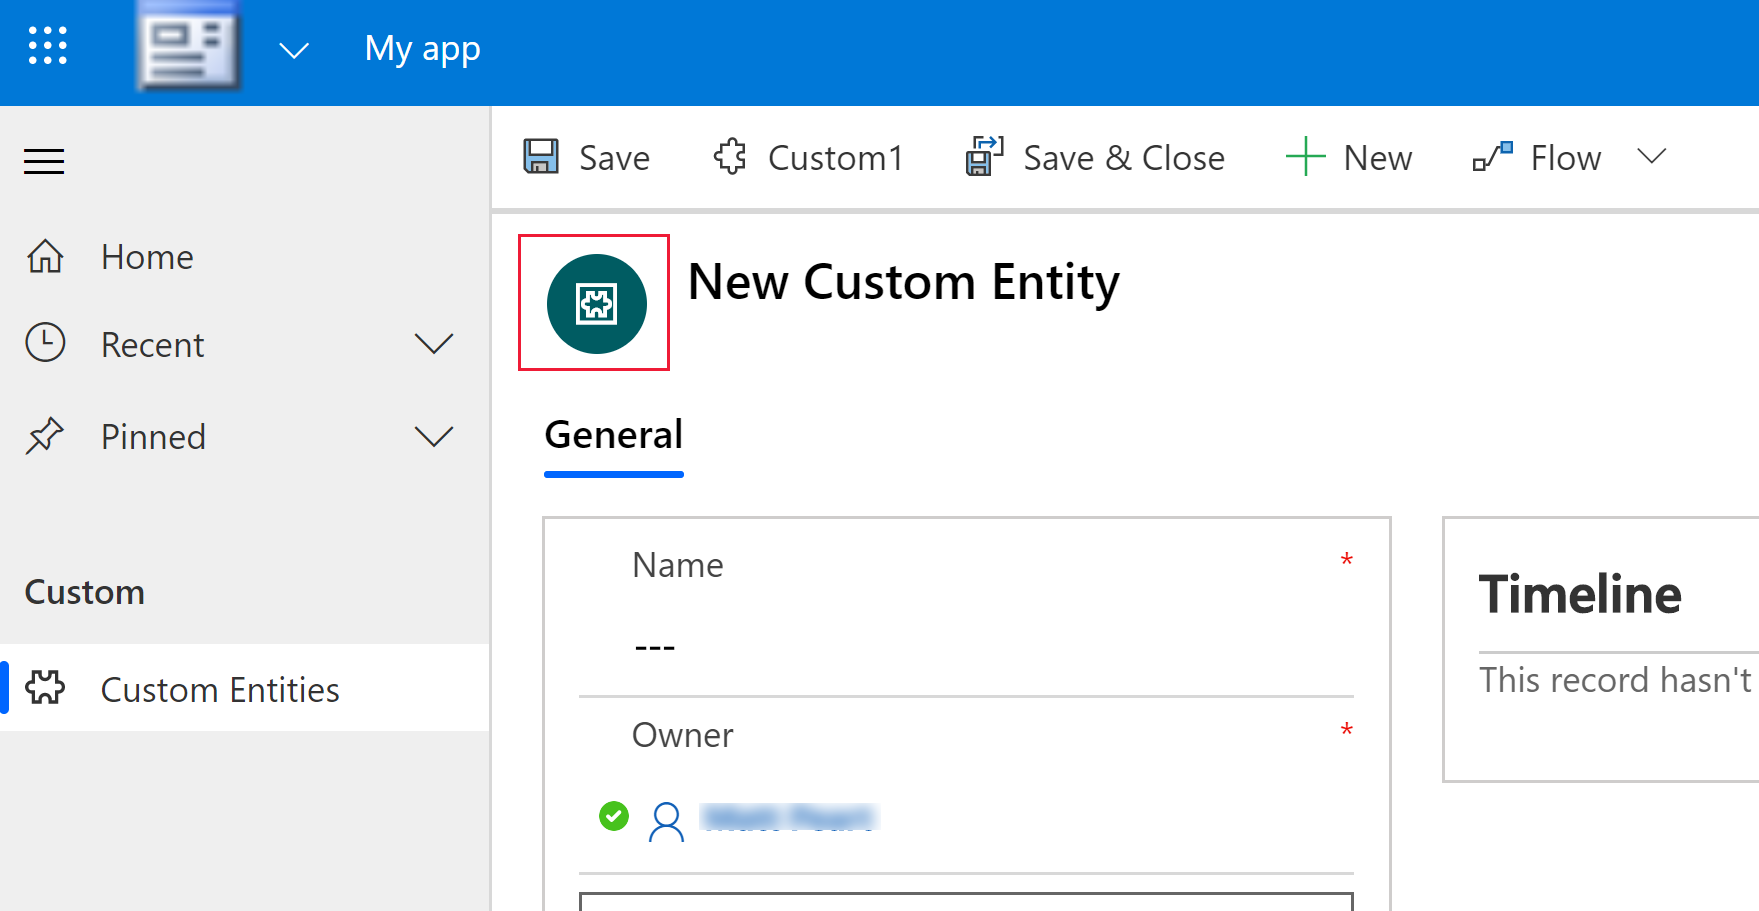 My app
Save
Custom1
Save & Close
New
Flow
Home
Recent
Pinned
Custom
Custom Entities
New Custom Entity
General
Name *
---
Owner *
Timeline
This record hasn't